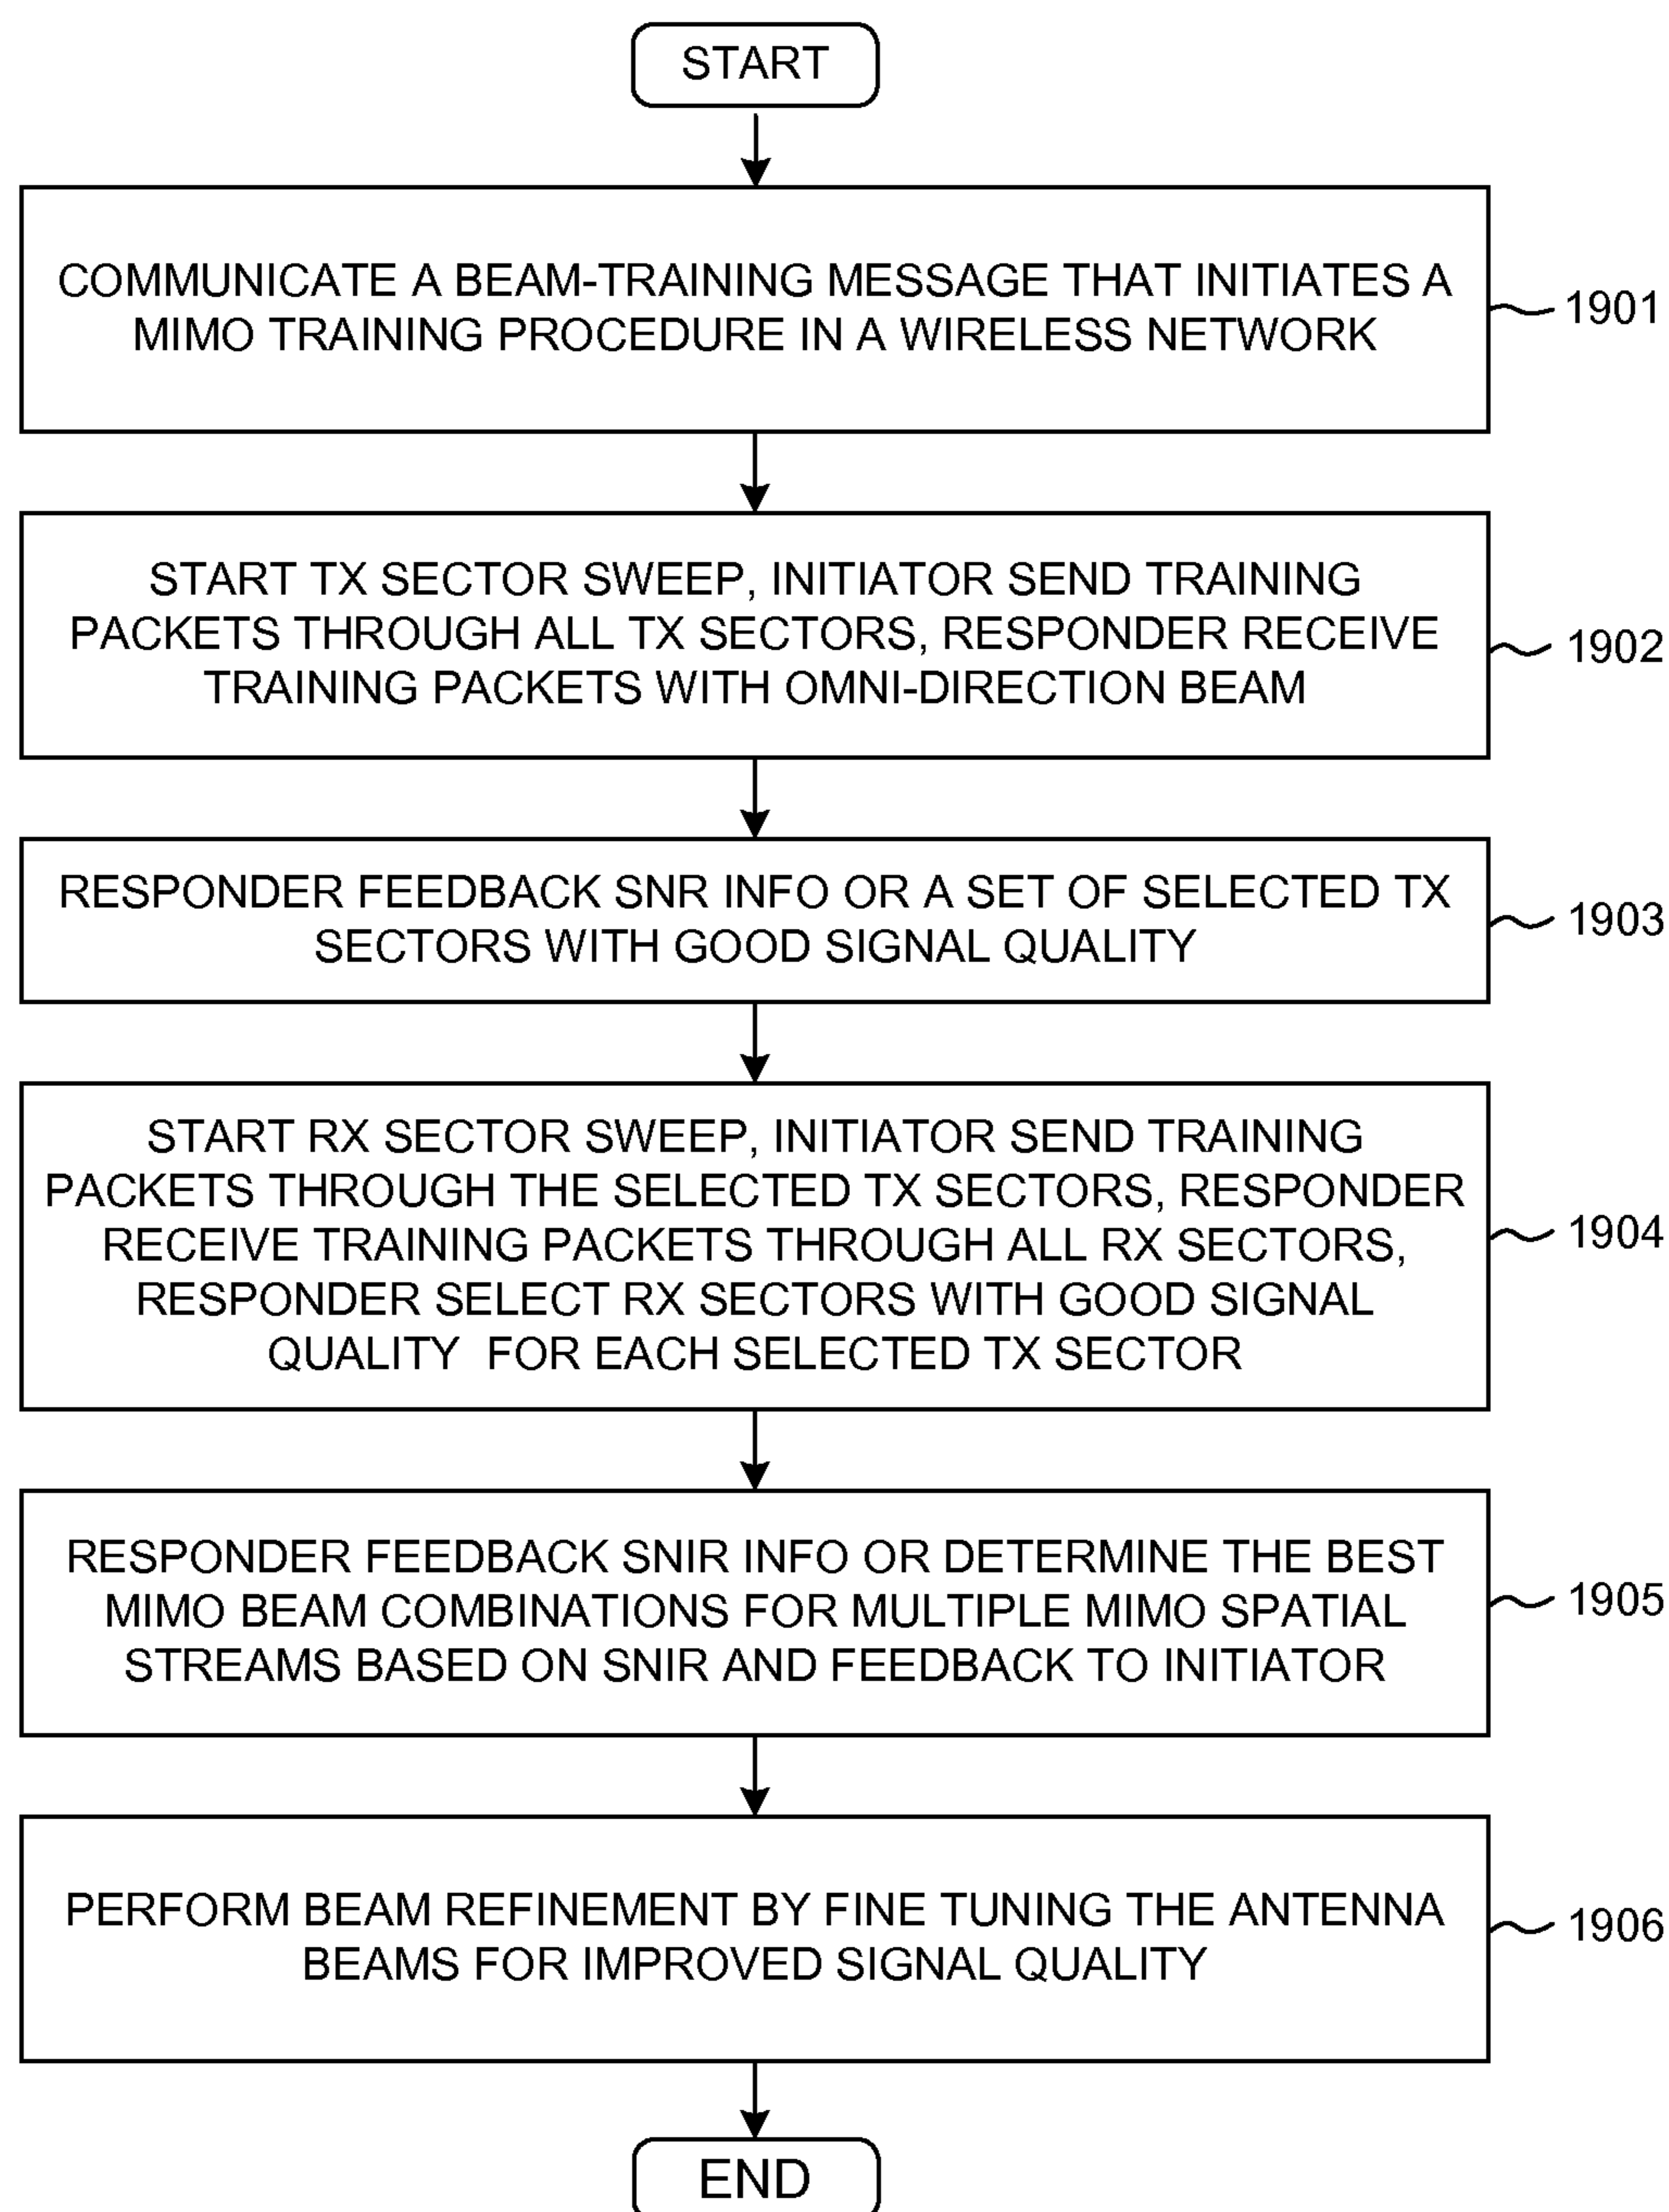 START
COMMUNICATE A BEAM-TRAINING MESSAGE THAT INITIATES A
MIMO TRAINING PROCEDURE IN A WIRELESS NETWORK
1901
START TX SECTOR SWEEP, INITIATOR SEND TRAINING
PACKETS THROUGH ALL TX SECTORS, RESPONDER RECEIVE
TRAINING PACKETS WITH OMNI-DIRECTION BEAM
1902
RESPONDER FEEDBACK SNR INFO OR A SET OF SELECTED TX
SECTORS WITH GOOD SIGNAL QUALITY
1903
START RX SECTOR SWEEP, INITIATOR SEND TRAINING
PACKETS THROUGH THE SELECTED TX SECTORS, RESPONDER
RECEIVE TRAINING PACKETS THROUGH ALL RX SECTORS,
RESPONDER SELECT RX SECTORS WITH GOOD SIGNAL
QUALITY FOR EACH SELECTED TX SECTOR
1904
RESPONDER FEEDBACK SNIR INFO OR DETERMINE THE BEST
MIMO BEAM COMBINATIONS FOR MULTIPLE MIMO SPATIAL
STREAMS BASED ON SNIR AND FEEDBACK TO INITIATOR
1905
PERFORM BEAM REFINEMENT BY FINE TUNING THE ANTENNA
BEAMS FOR IMPROVED SIGNAL QUALITY
1906
END